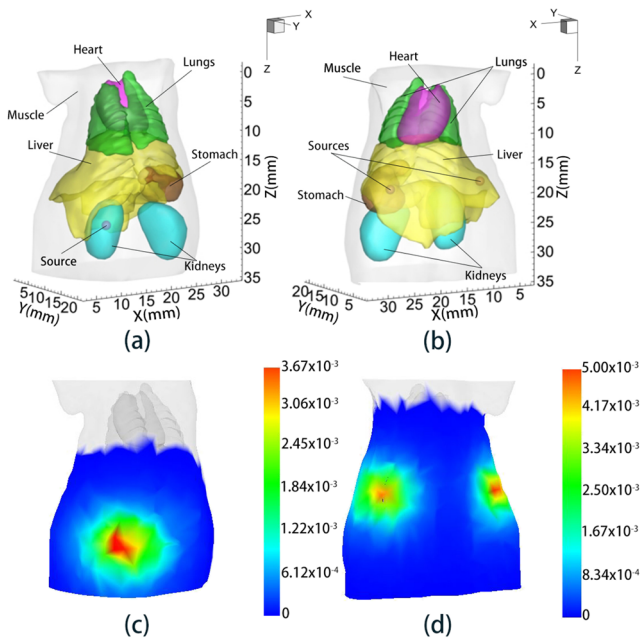 X
Y
Z
Heart
Lungs
Muscle
Liver
Stomach
Source
Kidneys
0
5
10
15
20
25
30
35
Z(mm)
5 10 15 20
Y(mm)
5 10 15 20 25 30
X(mm)
(a)
Y
X
Z
Heart
Muscle
Lungs
Sources
Liver
Stomach
Kidneys
0
5
10
15
20
25
30
35
Z(mm)
20 15 10 5
Y(mm)
30 25 20 15 10 5
X(mm)
(b)
3.67x10-3
3.06x10-3
2.45x10-3
1.84x10-3
1.22x10-3
6.12x10-4
0
(c)
5.00x10-3
4.17x10-3
3.34x10-3
2.50x10-3
1.67x10-3
8.34x10-4
0
(d)